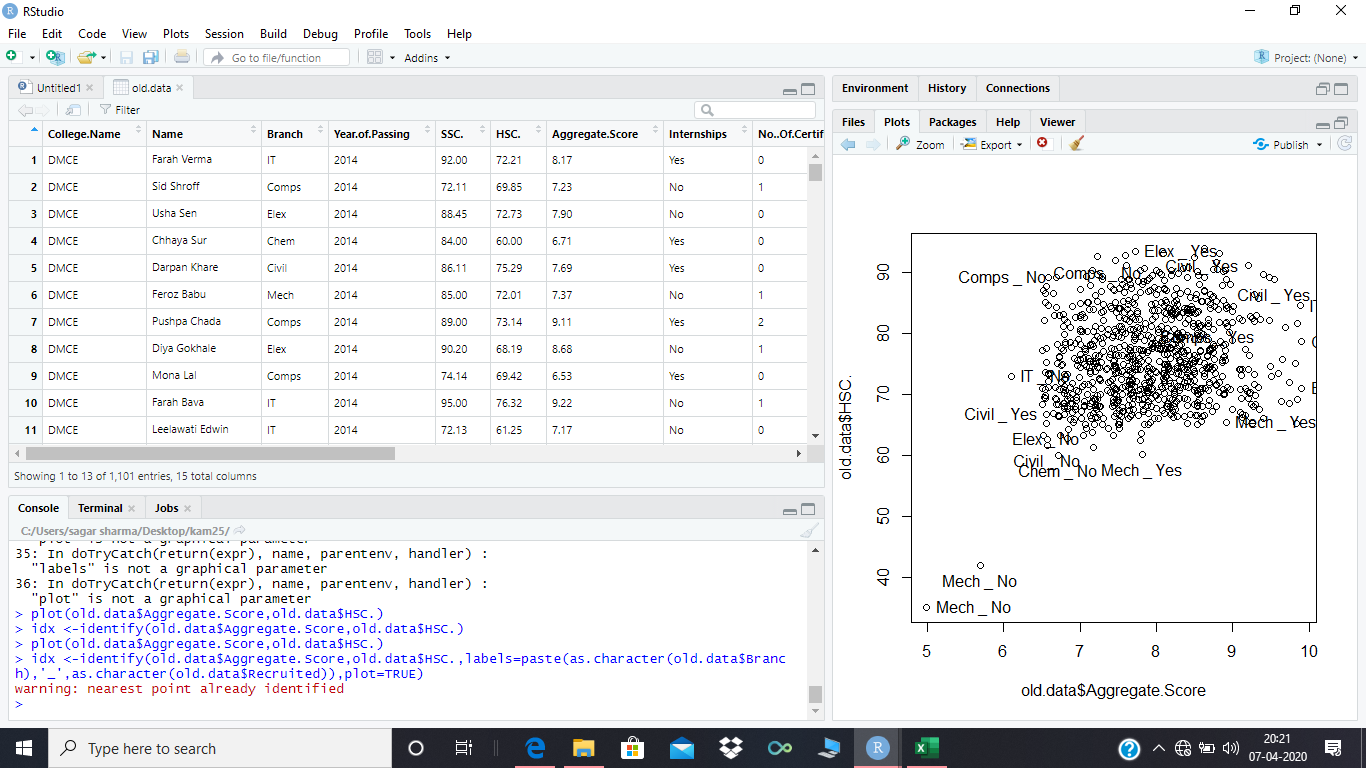 RStudio
File Edit Code View Plots Session Build Debug Profile Tools Help
Go to file/function Addins Project: (None)
Untitled1 old.data
Filter
College.Name Name Branch Year.of.Passing SSC. HSC. Aggregate.Score Internships No..Of.Certif
1 DMCE Farah Verma IT 2014 92.00 72.21 8.17 Yes 0
2 DMCE Sid Shroff Comps 2014 72.11 69.85 7.23 No 1
3 DMCE Usha Sen Elex 2014 88.45 72.73 7.90 No 0
4 DMCE Chhaya Sur Chem 2014 84.00 60.00 6.71 Yes 0
5 DMCE Darpan Khare Civil 2014 86.11 75.29 7.69 Yes 0
6 DMCE Feroz Babu Mech 2014 85.00 72.01 7.37 No 1
7 DMCE Pushpa Chada Comps 2014 89.00 73.14 9.11 Yes 2
8 DMCE Diya Gokhale Elex 2014 90.20 68.19 8.68 No 1
9 DMCE Mona Lal Comps 2014 74.14 69.42 6.53 Yes 0
10 DMCE Farah Bava IT 2014 95.00 76.32 9.22 No 1
11 DMCE Leelawati Edwin IT 2014 72.13 61.25 7.17 No 0
Showing 1 to 13 of 1,101 entries, 15 total columns
Console Terminal Jobs
C:/Users/sagar sharma/Desktop/kam25/
"plot" is not a graphical parameter
35: In doTryCatch(return(expr), name, parentenv, handler) :
"labels" is not a graphical parameter
36: In doTryCatch(return(expr), name, parentenv, handler) :
"plot" is not a graphical parameter
> plot(old.data$Aggregate.Score,old.data$HSC.)
> idx <-identify(old.data$Aggregate.Score,old.data$HSC.)
> plot(old.data$Aggregate.Score,old.data$HSC.)
> idx <-identify(old.data$Aggregate.Score,old.data$HSC.,labels=paste(as.character(old.data$Branc
h),'_',as.character(old.data$Recruited)),plot=TRUE)
warning: nearest point already identified
>
Environment History Connections
Files Plots Packages Help Viewer
Zoom Export Publish
Elex _ Yes
Civil _ Yes
Comps _ No
Comps _ No
Civil _ Yes
Comps _ Yes
IT _ No
Civil _ Yes
Mech _ Yes
Elex _ No
Civil _ No
Chem _ No
Mech _ Yes
Mech _ No
Mech _ No
90
80
70
60
50
40
old.data$HSC.
5 6 7 8 9 10
old.data$Aggregate.Score
Type here to search
20:21
07-04-2020